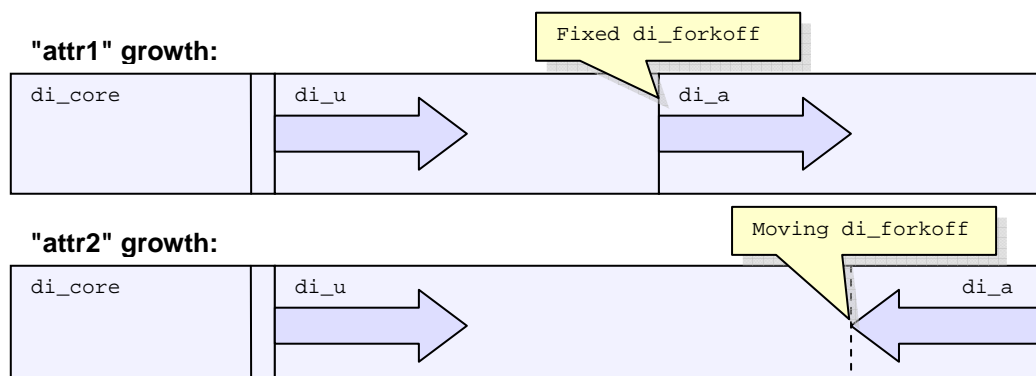 Fixed di_forkoff
"attr1" growth:
di_core
di_u
di_a
Moving di_forkoff
"attr2" growth:
di_core
di_u
di_a